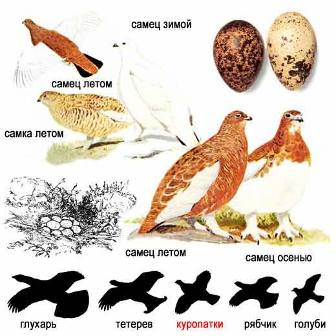 самец зимой
самец летом
самка летом
самец летом
самец осенью
глухарь тетерев куропатки рябчик голуби